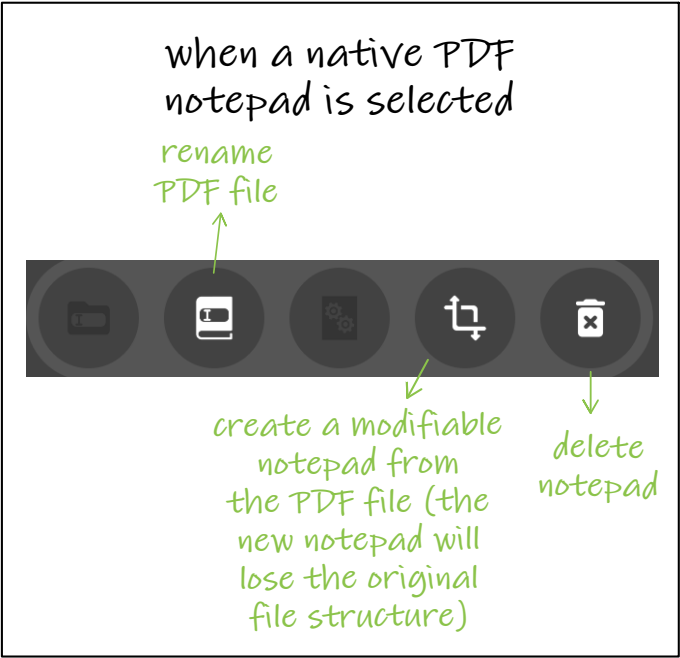 when a native PDF
notepad is selected
rename
PDF file
create a modifiable
notepad from
the PDF file (the
new notepad will
lose the original
file structure)
delete
notepad